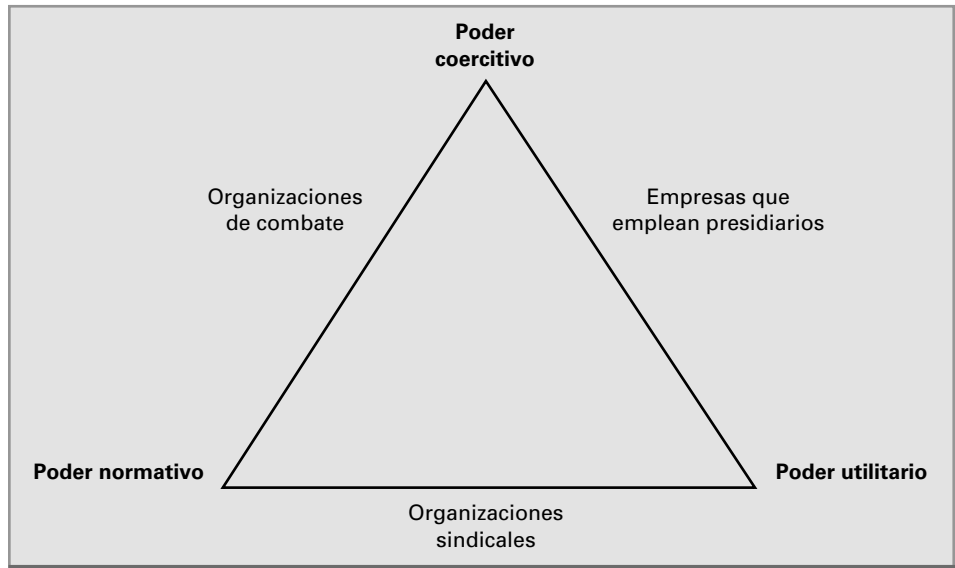 Poder
coercitivo
Organizaciones
de combate
Empresas que
emplean presidiarios
Poder normativo
Poder utilitario
Organizaciones
sindicales